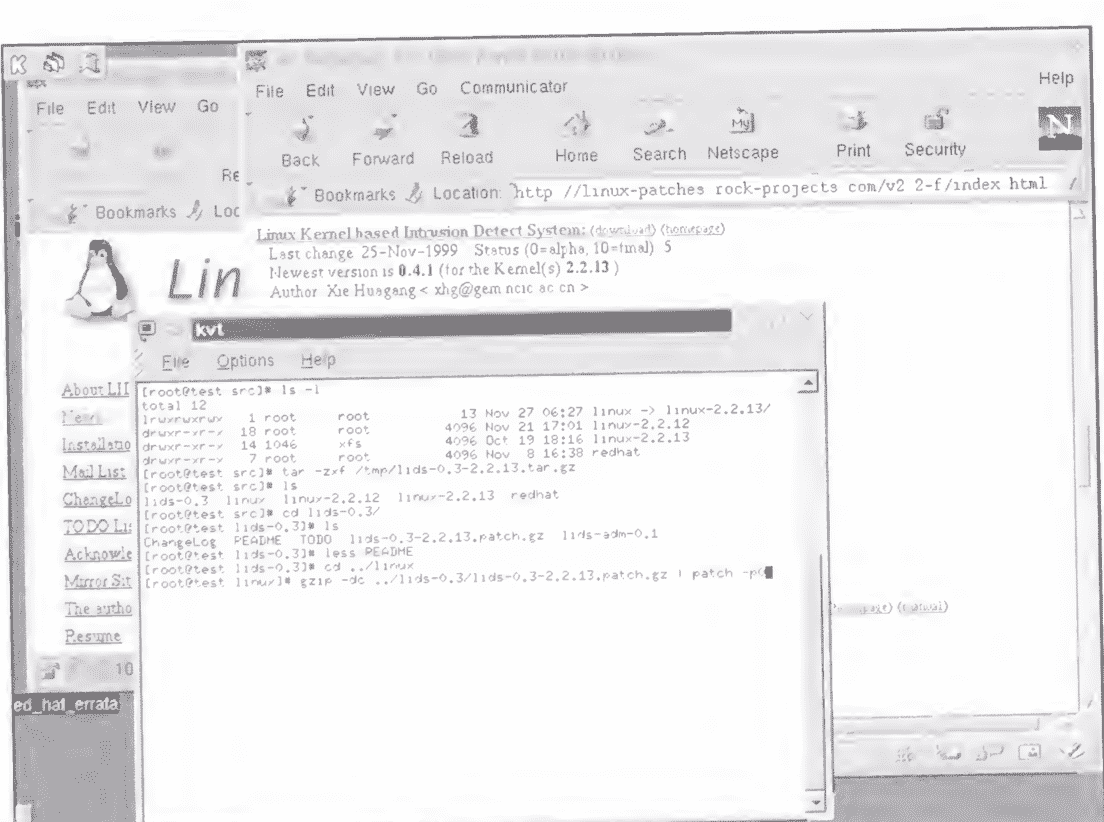 File Edit View Go
Re
Bookmarks Loc
File Edit View Go Communicator
Help
Back Forward Reload Home Search Netscape Print Security
My
N
Bookmarks Location: http //linux-patches rock-projects com/v2 2-f/index html
Linux Kernel based Intrusion Detect System: (download) (homepage)
Last change 25-Nov-1999 Status (0=alpha, 10=final) 5
Newest version is 0.4.1 (for the Kernel(s) 2.2.13 )
Author Xie Huagang < xhg@gem ncic ac cn >
Lin
About LID
News
Installatio
Mail List
ChangeLo
TODO Lis
Acknowle
Mirror Sit
The autho
Resume
10
ed_hat_errata
kvt
File Options Help
[root@test src]# ls -l
total 12
lrwxrwxrwx 1 root root 13 Nov 27 06:27 linux -> linux-2.2.13/
drwxr-xr-x 18 root root 4096 Nov 21 17:01 linux-2.2.12
drwxr-xr-x 14 1046 xfs 4096 Oct 19 18:16 linux-2.2.13
drwxr-xr-x 7 root root 4096 Nov 8 16:38 redhat
[root@test src]# tar -zxf /tmp/lids-0.3-2.2.13.tar.gz
[root@test src]# ls
lids-0.3 linux linux-2.2.12 linux-2.2.13 redhat
[root@test src]# cd lids-0.3/
[root@test lids-0.3]# ls
ChangeLog README TODO lids-0.3-2.2.13.patch.gz lids-adm-0.1
[root@test lids-0.3]# less README
[root@test lids-0.3]# cd ../linux
[root@test linux]# gzip -dc ../lids-0.3/lids-0.3-2.2.13.patch.gz | patch -p0